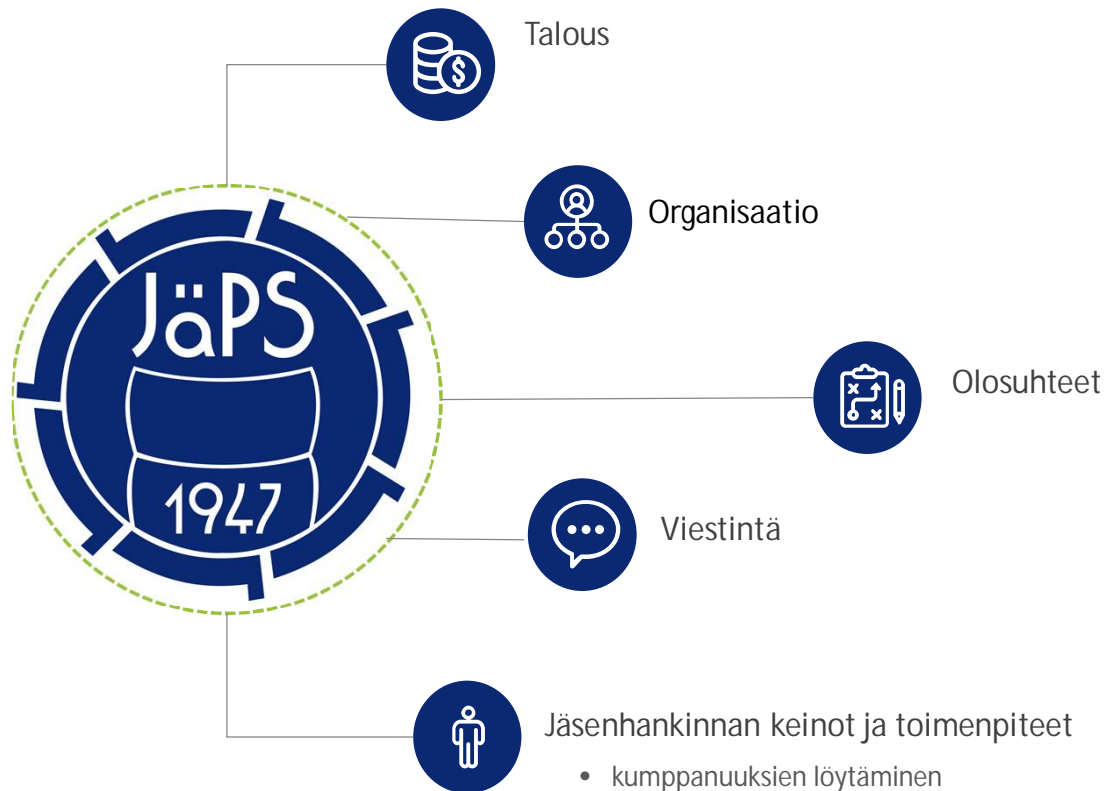 Talous
Organisaatio
JäPS
Olosuhteet
1947
Viestintä
Jäsenhankinnan keinot ja toimenpiteet
• kumppanuuksien löytäminen